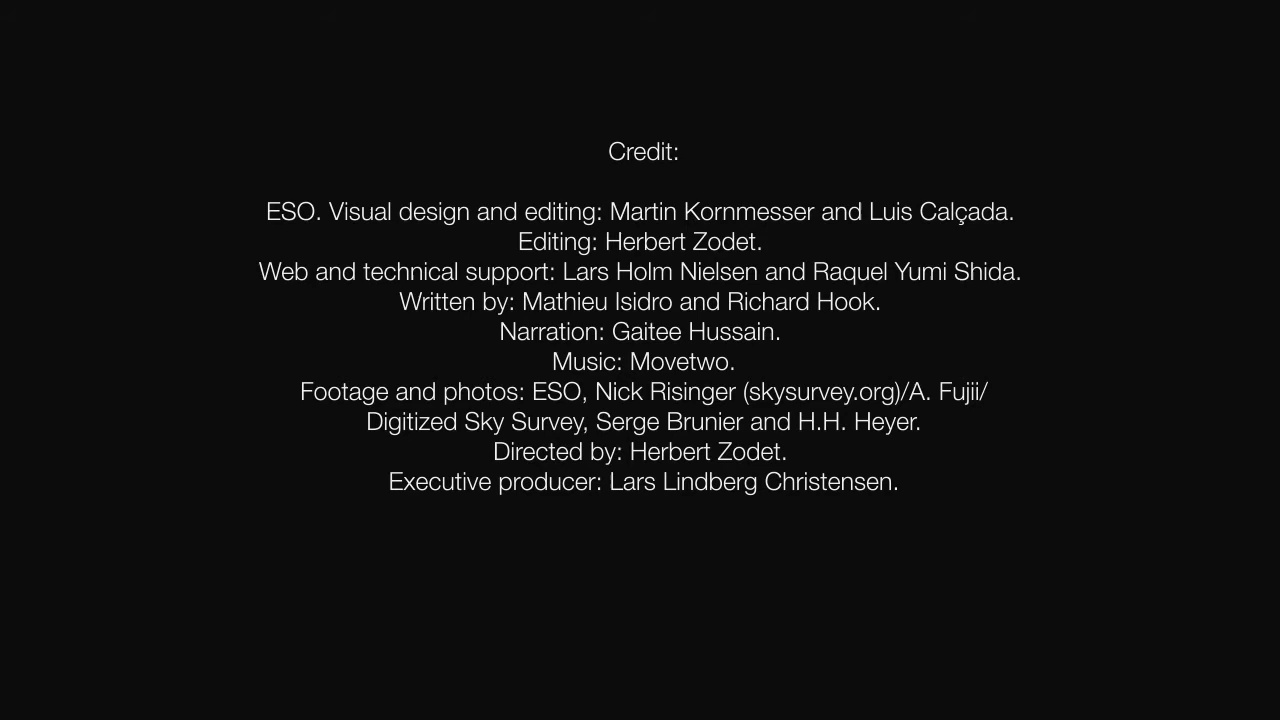 Credit:
ESO. Visual design and editing: Martin Kornmesser and Luis Calçada.
Editing: Herbert Zodet.
Web and technical support: Lars Holm Nielsen and Raquel Yumi Shida.
Written by: Mathieu Isidro and Richard Hook.
Narration: Gaitee Hussain.
Music: Movetwo.
Footage and photos: ESO, Nick Risinger (skysurvey.org)/A. Fujii/
Digitized Sky Survey, Serge Brunier and H.H. Heyer.
Directed by: Herbert Zodet.
Executive producer: Lars Lindberg Christensen.